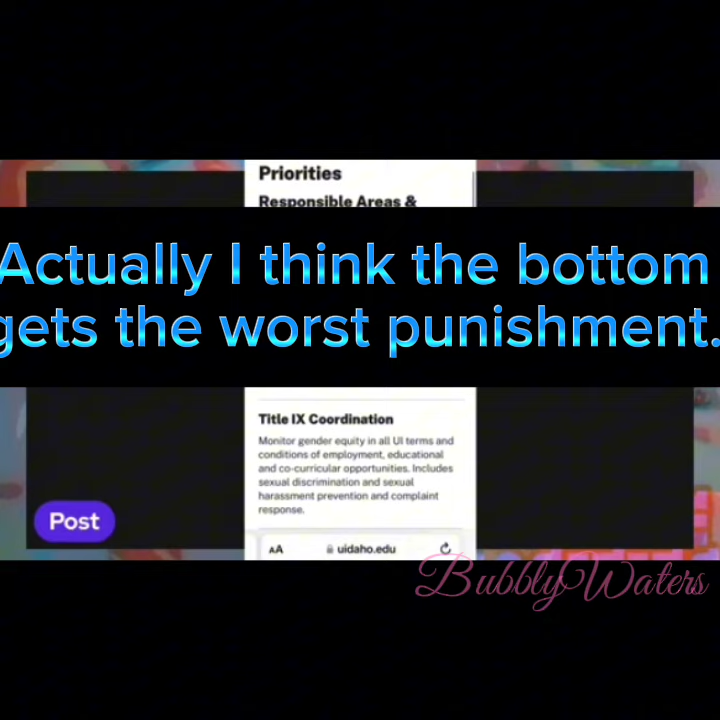 Priorities
Responsible Areas &
Actually I think the bottom
gets the worst punishment.
Title IX Coordination
Monitor gender equity in all UI terms and
conditions of employment, educational
and co-curricular opportunities. Includes
sexual discrimination and sexual
harassment prevention and complaint
response.
Post
AA uidaho.edu
BubblyWaters